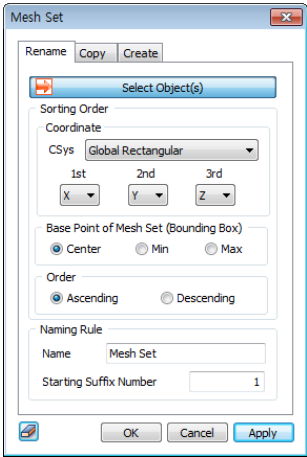 Mesh Set
Rename Copy Create
Select Object(s)
Sorting Order
Coordinate
CSys Global Rectangular
1st 2nd 3rd
X Y Z
Base Point of Mesh Set (Bounding Box)
Center Min Max
Order
Ascending Descending
Naming Rule
Name Mesh Set
Starting Suffix Number 1
OK Cancel Apply